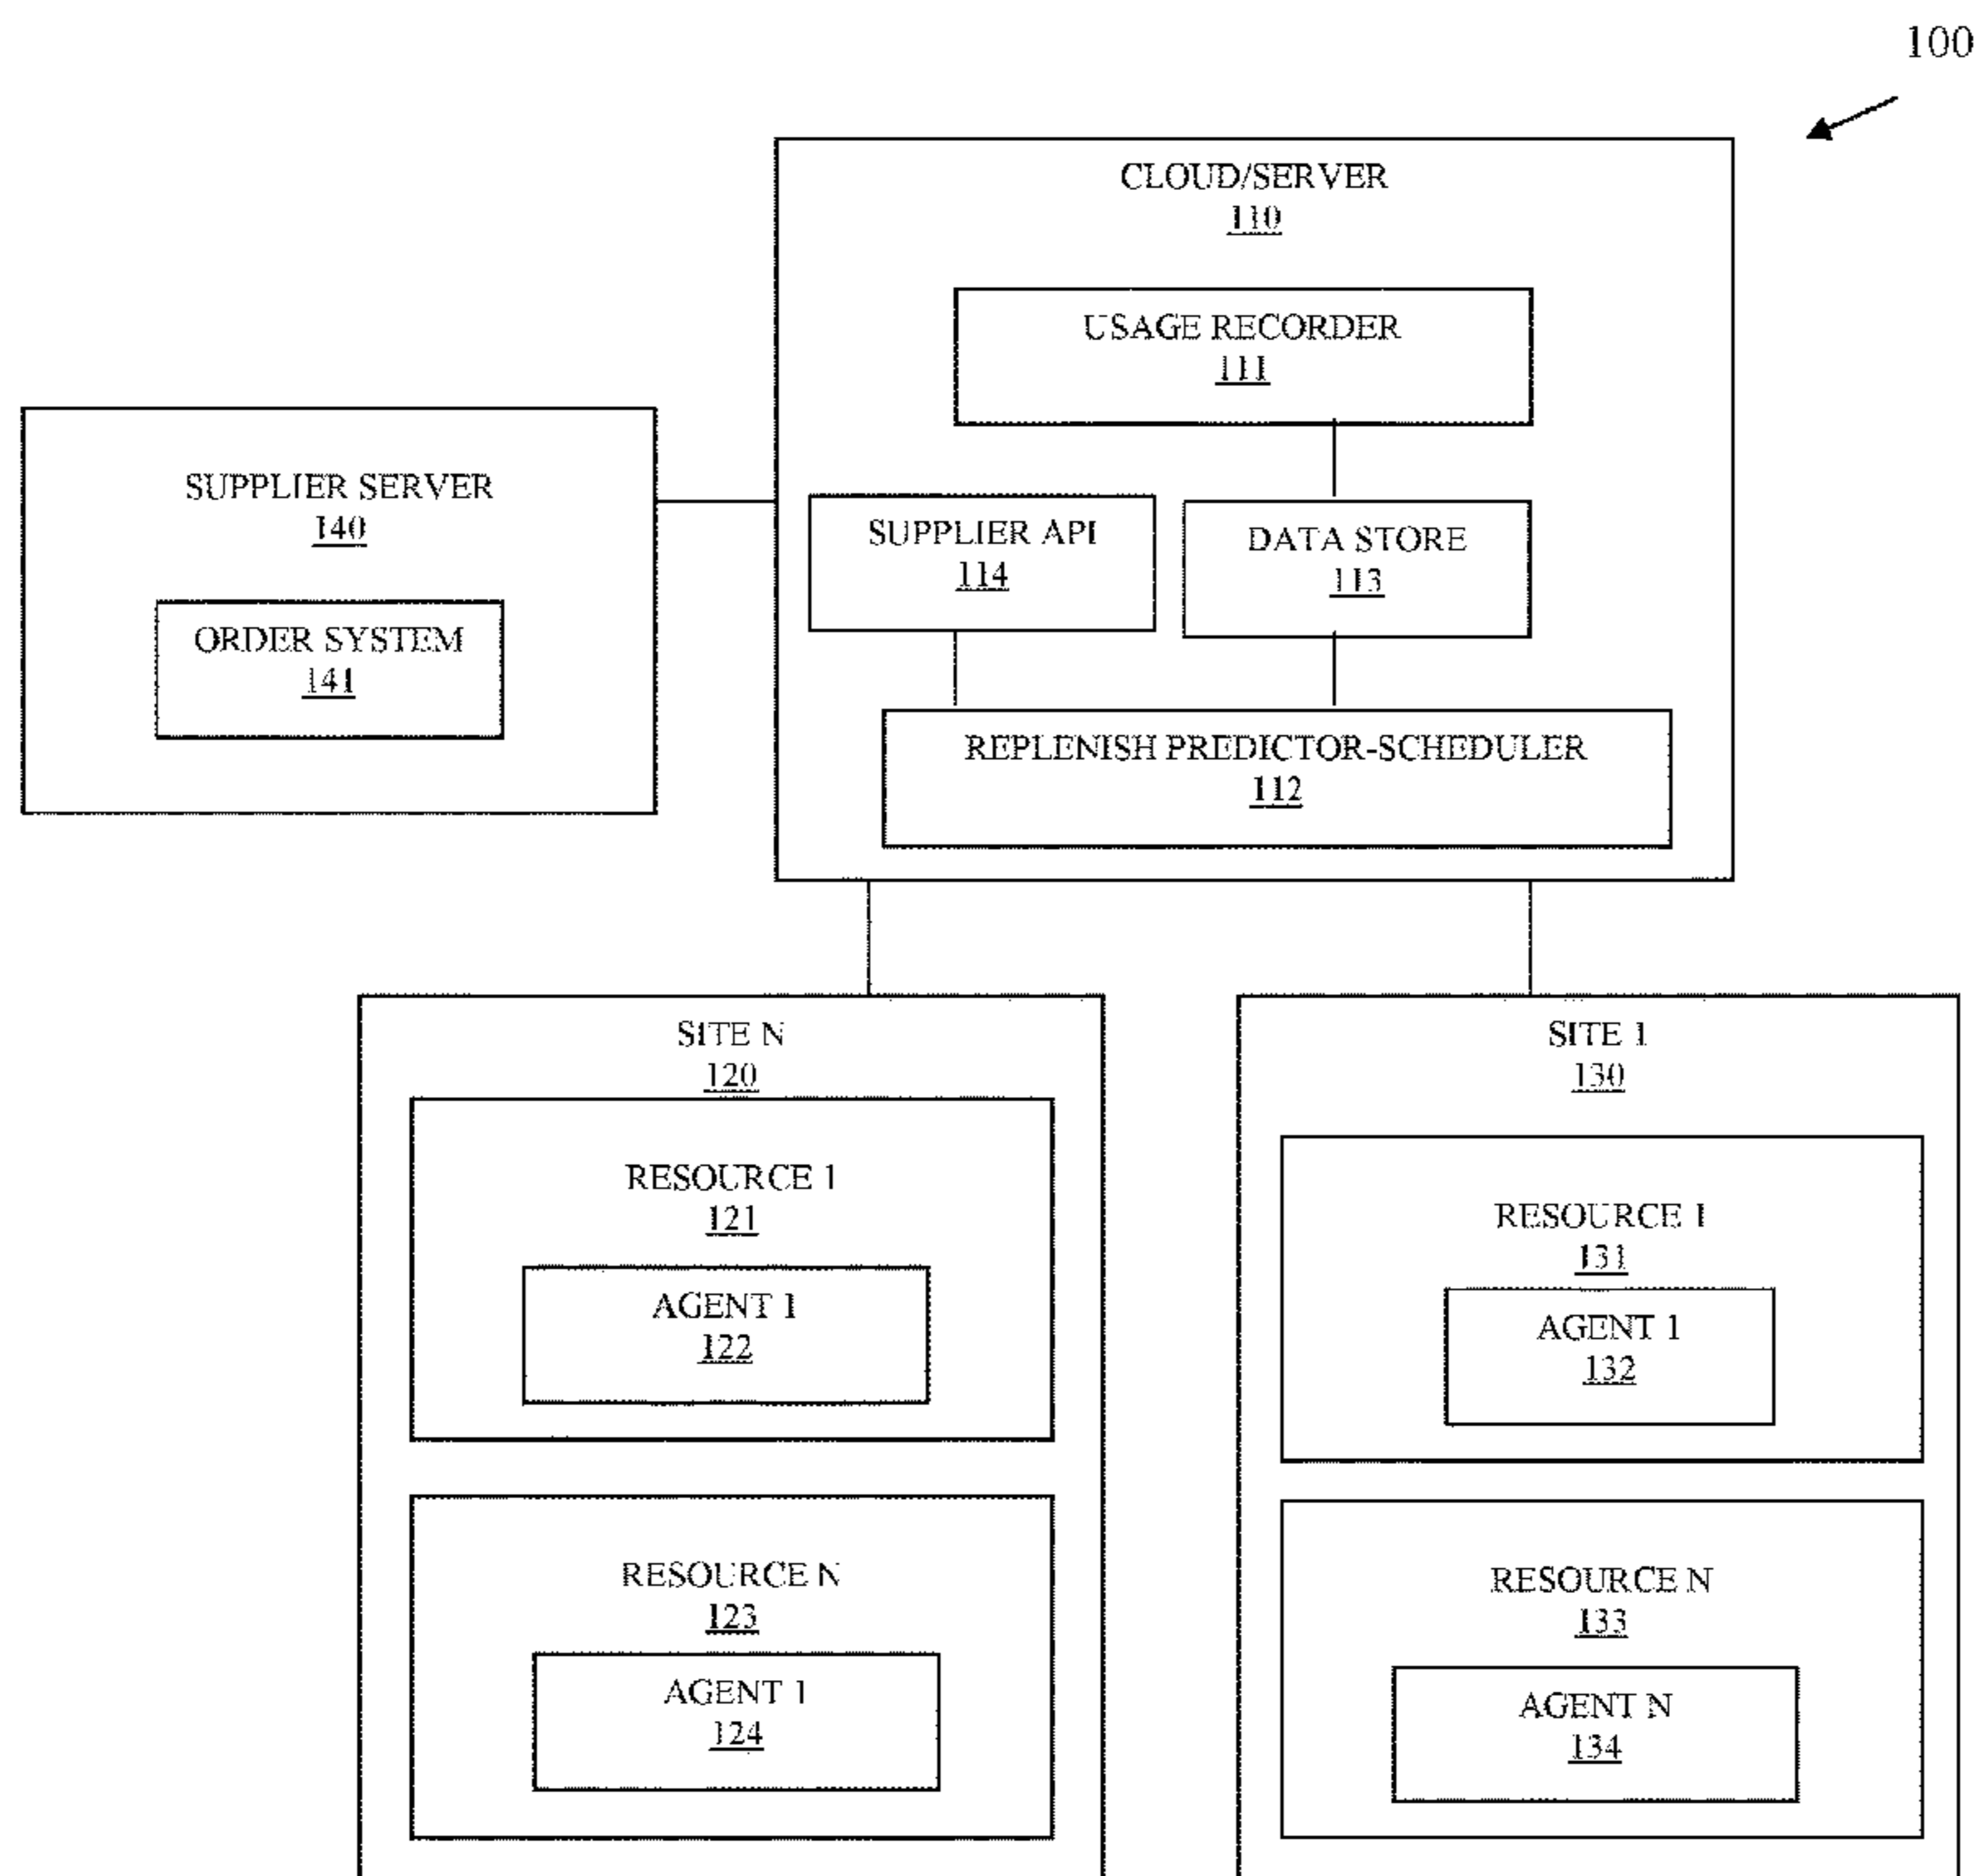 100
CLOUD/SERVER
110
USAGE RECORDER
111
SUPPLIER SERVER
140
ORDER SYSTEM
141
SUPPLIER API
114
DATA STORE
113
REPLENISH PREDICTOR-SCHEDULER
112
SITE N
120
RESOURCE 1
121
AGENT 1
122
RESOURCE N
123
AGENT 1
124
SITE 1
130
RESOURCE 1
131
AGENT 1
132
RESOURCE N
133
AGENT N
134